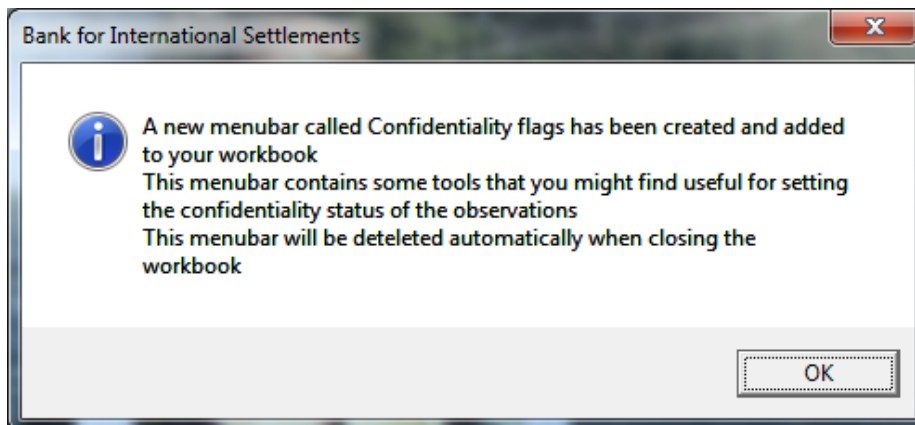 Bank for International Settlements
A new menubar called Confidentiality flags has been created and added
to your workbook
This menubar contains some tools that you might find useful for setting
the confidentiality status of the observations
This menubar will be deteleted automatically when closing the
workbook
OK